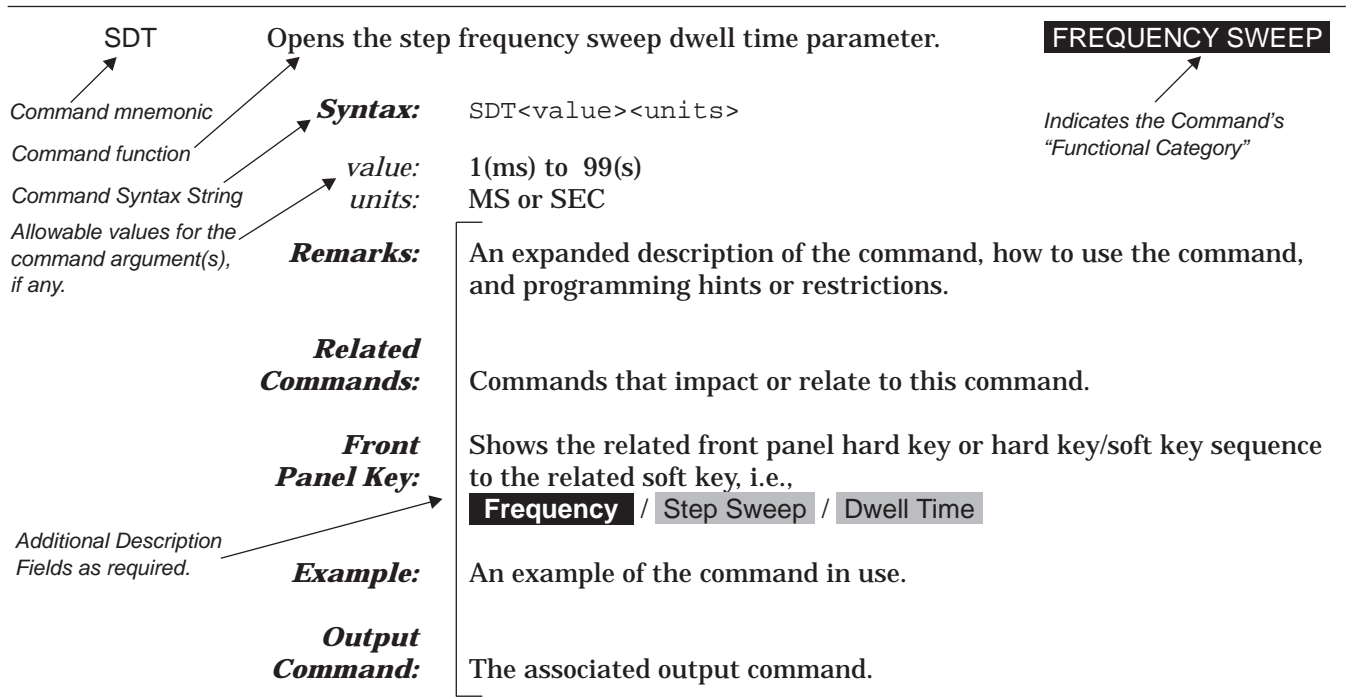 SDT Opens the step frequency sweep dwell time parameter. FREQUENCY SWEEP
Command mnemonic
Syntax: SDT<value><units>
Indicates the Command's
"Functional Category"
Command function
value: 1(ms) to 99(s)
Command Syntax String
units: MS or SEC
Allowable values for the
command argument(s),
if any.
Remarks: An expanded description of the command, how to use the command,
and programming hints or restrictions.
Related
Commands: Commands that impact or relate to this command.
Front Shows the related front panel hard key or hard key/soft key sequence
Panel Key: to the related soft key, i.e.,
Frequency / Step Sweep / Dwell Time
Additional Description
Fields as required.
Example: An example of the command in use.
Output
Command: The associated output command.